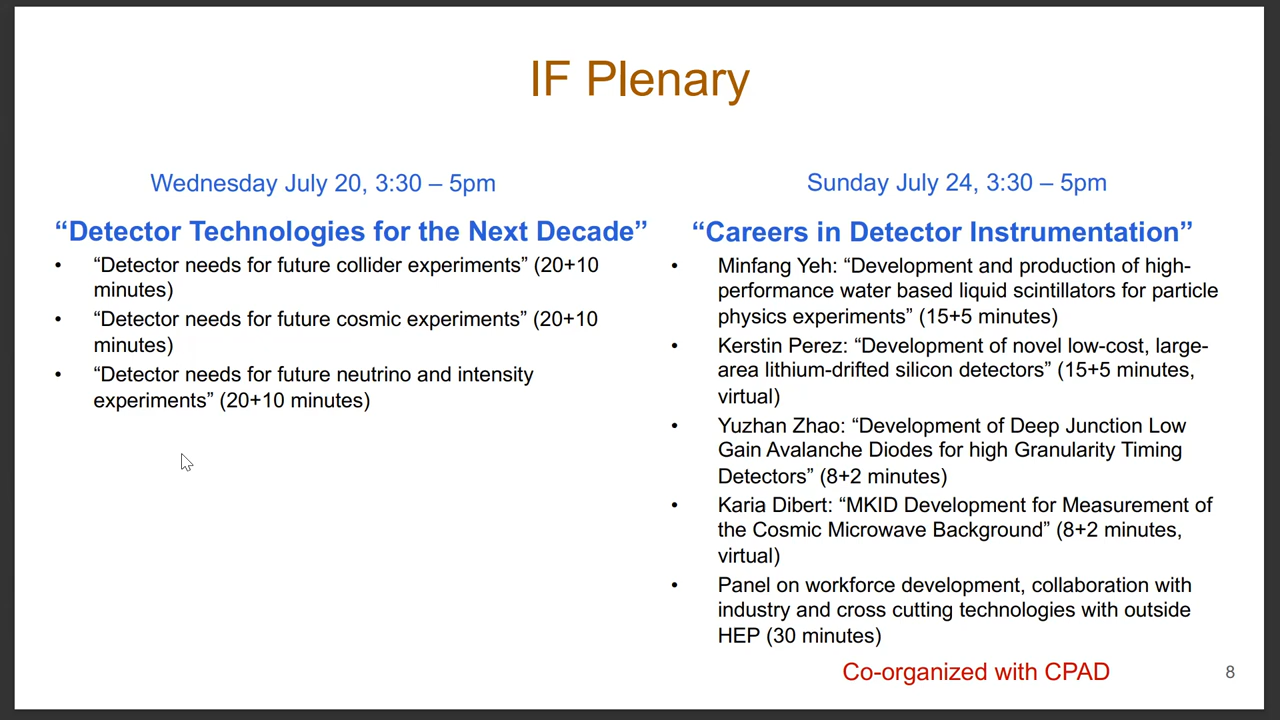 IF Plenary
Wednesday July 20, 3:30 – 5pm
“Detector Technologies for the Next Decade”
• “Detector needs for future collider experiments” (20+10
minutes)
• “Detector needs for future cosmic experiments” (20+10
minutes)
• “Detector needs for future neutrino and intensity
experiments” (20+10 minutes)
Sunday July 24, 3:30 – 5pm
“Careers in Detector Instrumentation”
• Minfang Yeh: “Development and production of high-
performance water based liquid scintillators for particle
physics experiments” (15+5 minutes)
• Kerstin Perez: “Development of novel low-cost, large-
area lithium-drifted silicon detectors” (15+5 minutes,
virtual)
• Yuzhan Zhao: “Development of Deep Junction Low
Gain Avalanche Diodes for high Granularity Timing
Detectors” (8+2 minutes)
• Karia Dibert: “MKID Development for Measurement of
the Cosmic Microwave Background” (8+2 minutes,
virtual)
• Panel on workforce development, collaboration with
industry and cross cutting technologies with outside
HEP (30 minutes)
Co-organized with CPAD
8